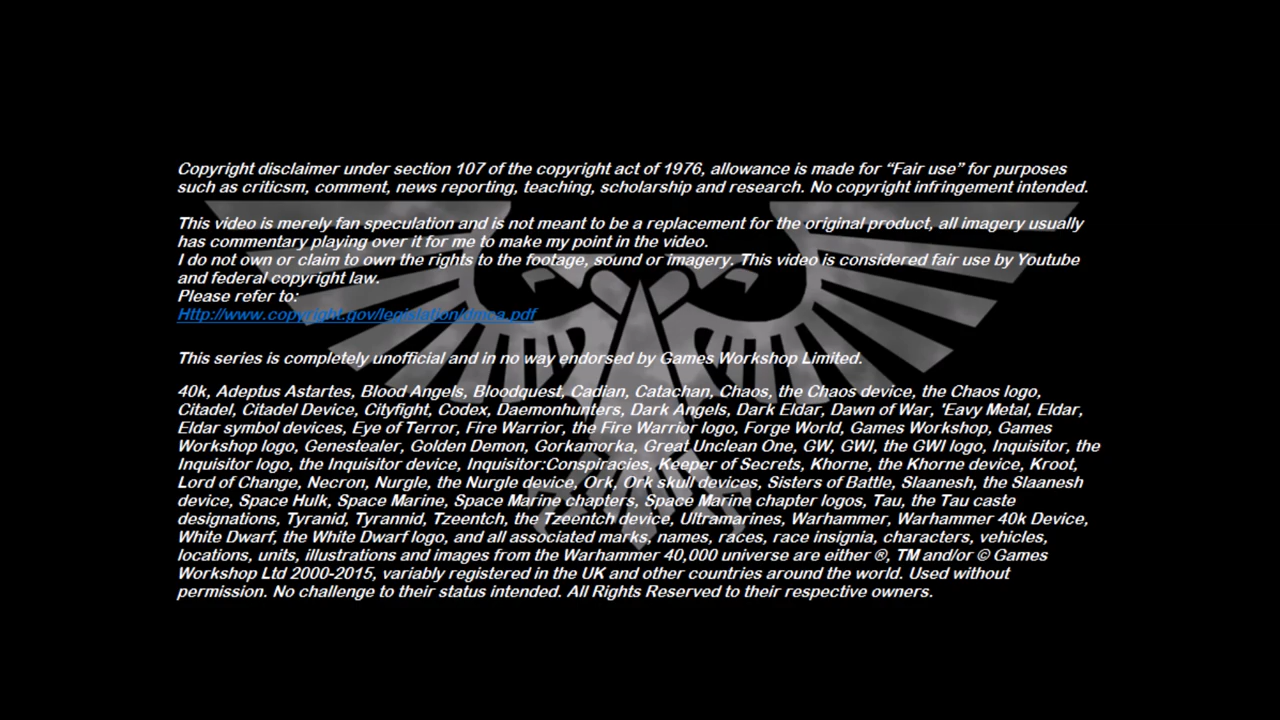 Copyright disclaimer under section 107 of the copyright act of 1976, allowance is made for “Fair use” for purposes
such as criticsm, comment, news reporting, teaching, scholarship and research. No copyright infringement intended.
This video is merely fan speculation and is not meant to be a replacement for the original product, all imagery usually
has commentary playing over it for me to make my point in the video.
I do not own or claim to own the rights to the footage, sound or imagery. This video is considered fair use by Youtube
and federal copyright law.
Please refer to:
Http://www.copyright.gov/legislation/dmca.pdf
This series is completely unofficial and in no way endorsed by Games Workshop Limited.
40k, Adeptus Astartes, Blood Angels, Bloodquest, Cadian, Catachan, Chaos, the Chaos device, the Chaos logo,
Citadel, Citadel Device, Cityfight, Codex, Daemonhunters, Dark Angels, Dark Eldar, Dawn of War, 'Eavy Metal, Eldar,
Eldar symbol devices, Eye of Terror, Fire Warrior, the Fire Warrior logo, Forge World, Games Workshop, Games
Workshop logo, Genestealer, Golden Demon, Gorkamorka, Great Unclean One, GW, GWI, the GWI logo, Inquisitor, the
Inquisitor logo, the Inquisitor device, Inquisitor:Conspiracies, Keeper of Secrets, Khorne, the Khorne device, Kroot,
Lord of Change, Necron, Nurgle, the Nurgle device, Ork, Ork skull devices, Sisters of Battle, Slaanesh, the Slaanesh
device, Space Hulk, Space Marine, Space Marine chapters, Space Marine chapter logos, Tau, the Tau caste
designations, Tyranid, Tyrannid, Tzeentch, the Tzeentch device, Ultramarines, Warhammer, Warhammer 40k Device,
White Dwarf, the White Dwarf logo, and all associated marks, names, races, race insignia, characters, vehicles,
locations, units, illustrations and images from the Warhammer 40,000 universe are either ®, TM and/or © Games
Workshop Ltd 2000-2015, variably registered in the UK and other countries around the world. Used without
permission. No challenge to their status intended. All Rights Reserved to their respective owners.